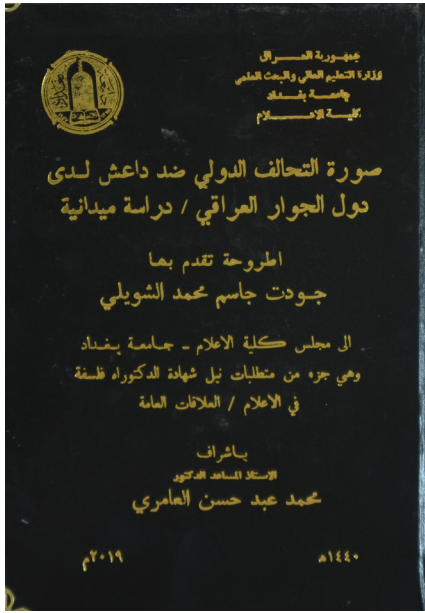 جمهورية العراق
وزارة التعليم العالي والبحث العلمي
جامعة بغداد
كلية الاعلام
صورة التحالف الدولي ضد داعش لدى
دول الجوار العراقي / دراسة ميدانية
اطروحة تقدم بها
جودت جاسم محمد الشويلي
الى مجلس كلية الاعلام - جامعة بغداد
وهي جزء من متطلبات نيل شهادة الدكتوراه فلسفة
في الاعلام / العلاقات العامة
باشراف
الاستاذ المساعد الدكتور
محمد عبد حسن العامري
١٤٤٠هـ
٢٠١٩م